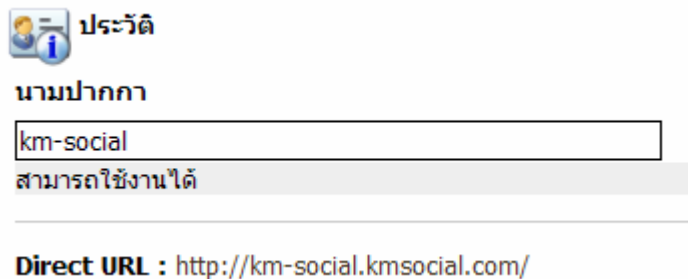 ประวัติ
นามปากกา
km-social
สามารถใช้งานได้
Direct URL : http://km-social.kmsocial.com/